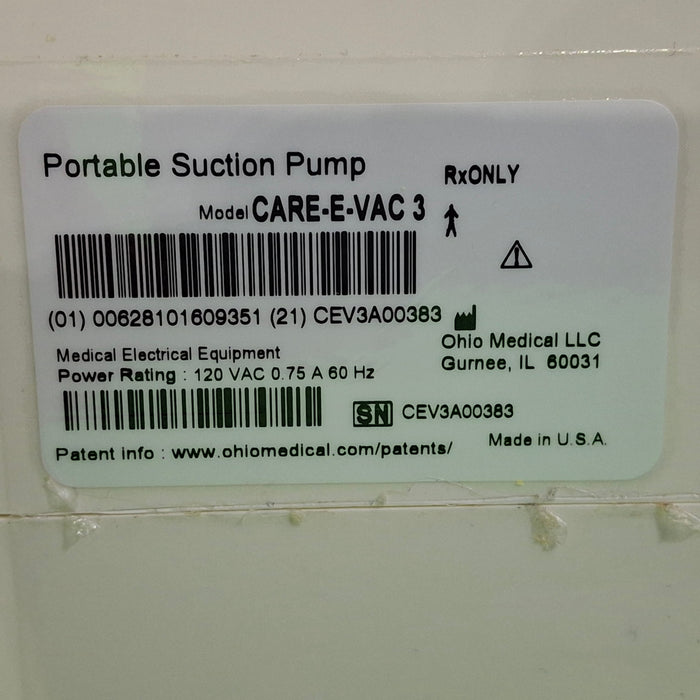 Portable Suction Pump
RxONLY
Model CARE-E-VAC 3
(01) 00628101609351 (21) CEV3A00383
Ohio Medical LLC
Gurnee, IL 60031
Medical Electrical Equipment
Power Rating : 120 VAC 0.75 A 60 Hz
SN CEV3A00383
Made in U.S.A.
Patent info : www.ohiomedical.com/patents/